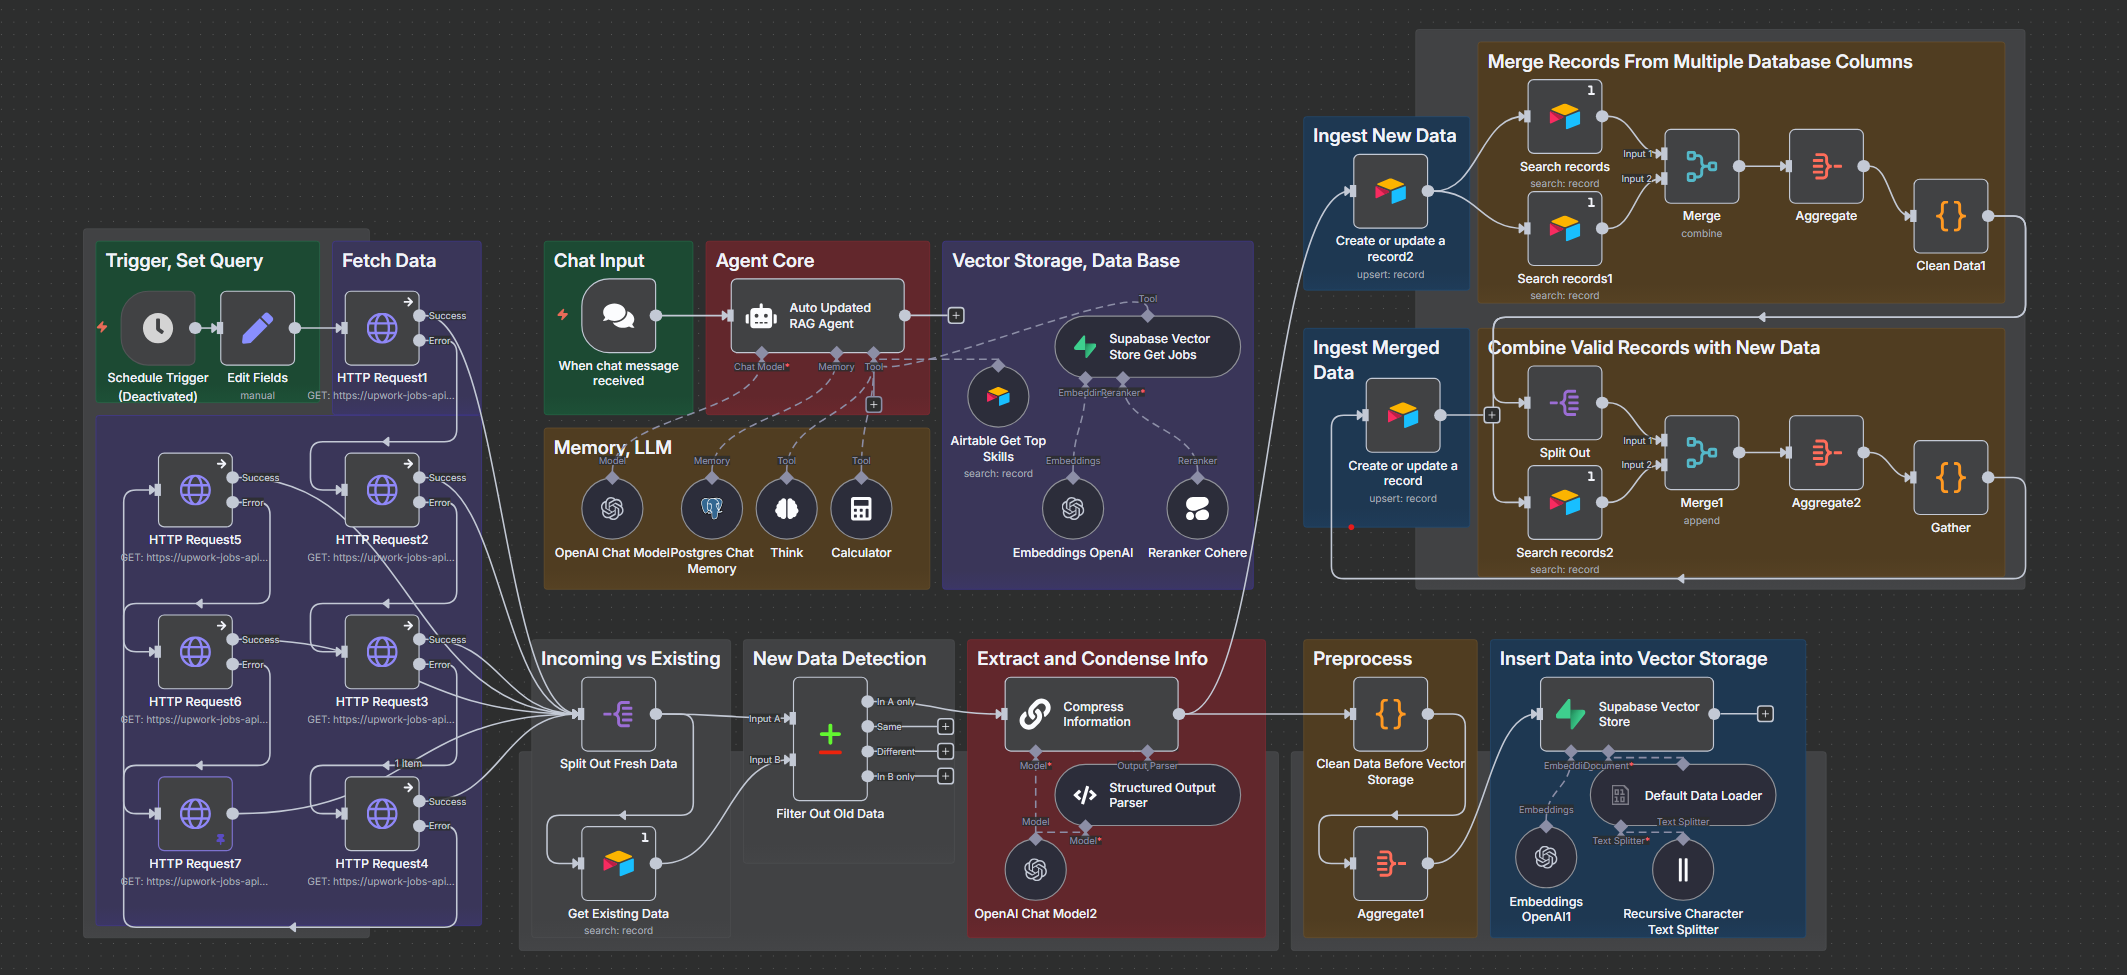 Merge Records From Multiple Database Columns
1
Search records
search: record
1
Search records1
search: record
Input 1
Input 2
Merge
combine
Aggregate
Clean Data1
Ingest New Data
Create or update a
record2
upsert: record
Trigger, Set Query
Schedule Trigger
(Deactivated)
Edit Fields
manual
Fetch Data
Success
Error
HTTP Request1
GET: https://upwork-jobs-api...
Success
Error
HTTP Request5
GET: https://upwork-jobs-api...
Success
Error
HTTP Request2
GET: https://upwork-jobs-api...
Success
Error
HTTP Request6
GET: https://upwork-jobs-api...
Success
Error
HTTP Request3
GET: https://upwork-jobs-api...
1 item
HTTP Request7
GET: https://upwork-jobs-api...
Success
Error
HTTP Request4
GET: https://upwork-jobs-api...
Chat Input
When chat message
received
Agent Core
Auto Updated
RAG Agent
Chat Model*
Memory
Tool
Vector Storage, Data Base
Tool
Supabase Vector
Store Get Jobs
Embeddin
Reranker*
Airtable Get Top
Skills
search: record
Embeddings
Embeddings OpenAI
Reranker
Reranker Cohere
Memory, LLM
Model
OpenAI Chat Model
Memory
Postgres Chat
Memory
Tool
Think
Tool
Calculator
Ingest Merged
Data
Create or update a
record
upsert: record
Combine Valid Records with New Data
Split Out
1
Search records2
search: record
Input 1
Input 2
Merge1
append
Aggregate2
Gather
Incoming vs Existing
Split Out Fresh Data
1
Get Existing Data
search: record
New Data Detection
Input A
Input B
In A only
Same
Different
In B only
Filter Out Old Data
Extract and Condense Info
Compress
Information
Model*
Output Parser
Structured Output
Parser
Model
Model*
OpenAI Chat Model2
Preprocess
Clean Data Before Vector
Storage
Aggregate1
Insert Data into Vector Storage
Supabase Vector
Store
Embeddi
Document*
Default Data Loader
Embeddings
Text Splitter
Text Splitter*
Embeddings
OpenAI1
Recursive Character
Text Splitter